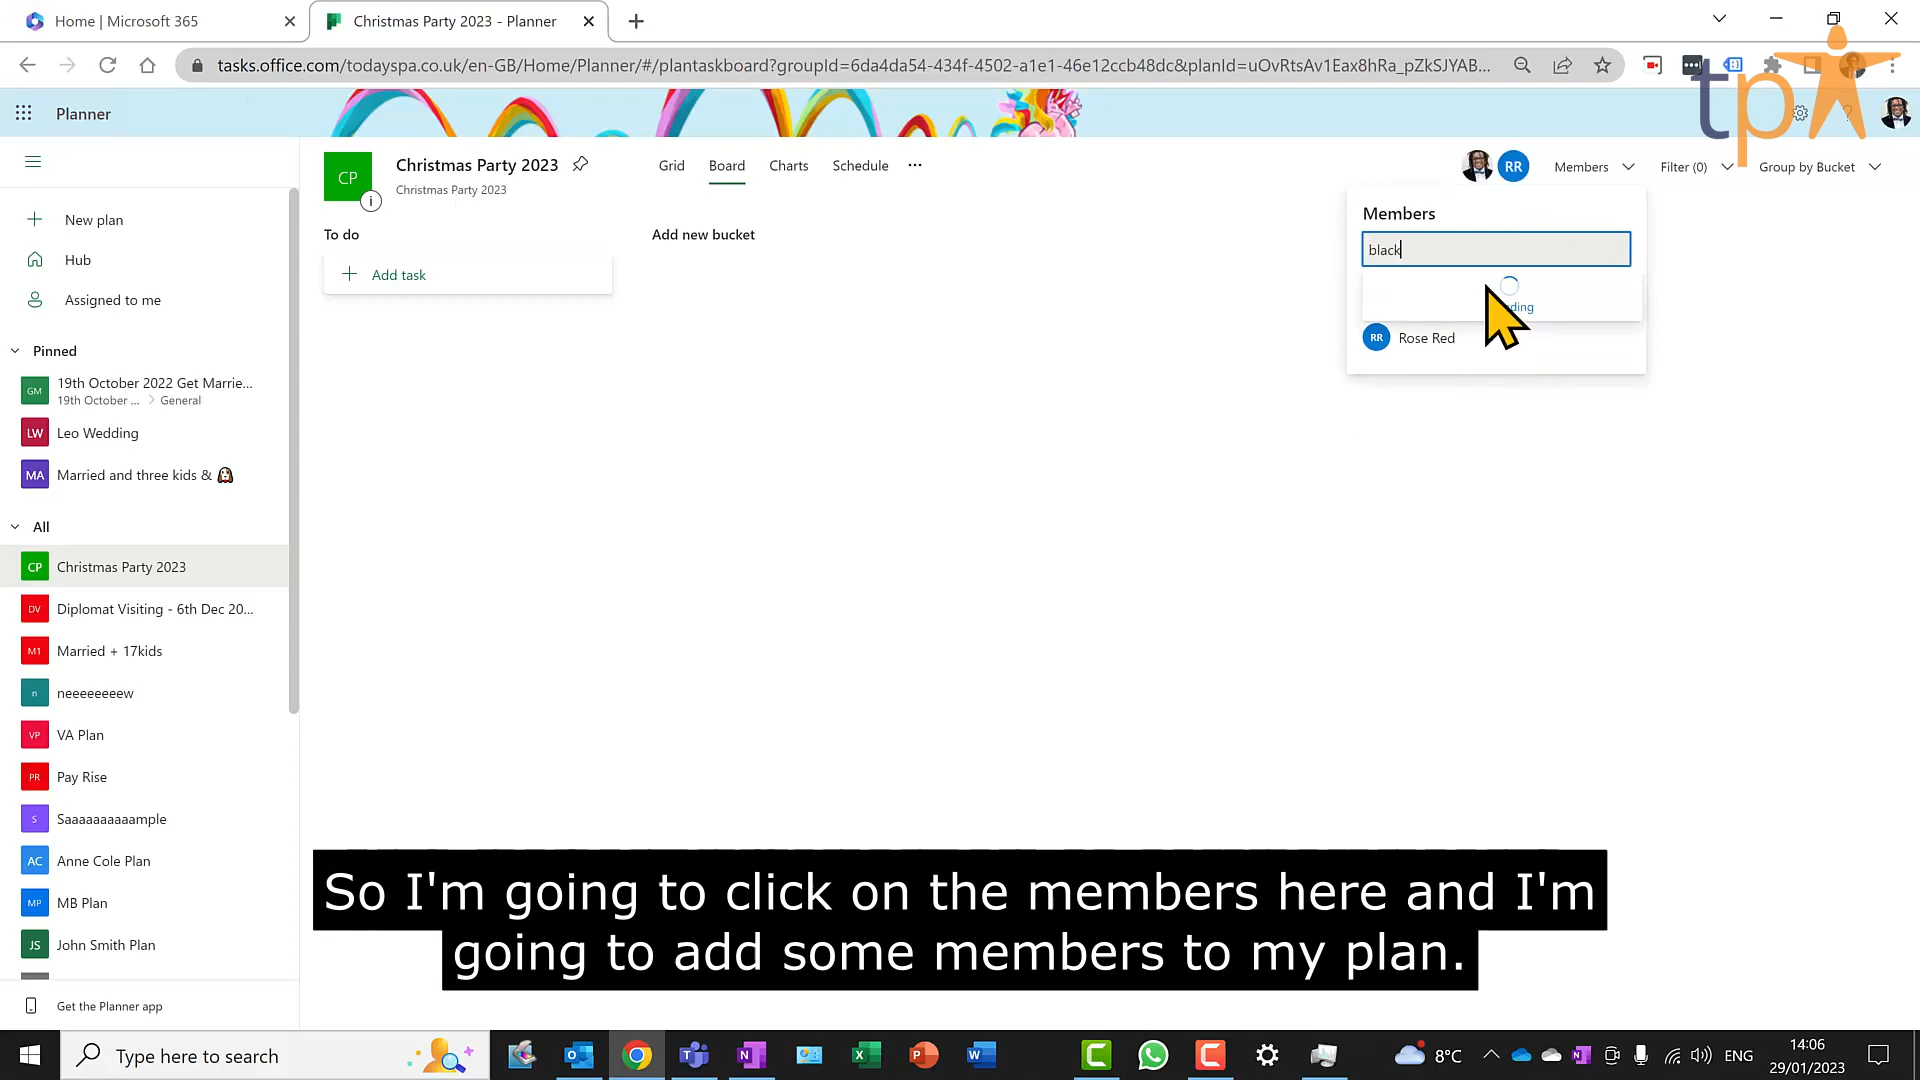 Home | Microsoft 365
Christmas Party 2023 - Planner
tasks.office.com/todayspa.co.uk/en-GB/Home/Planner/#/plantaskboard?groupId=6da4da54-434f-4502-a1e1-46e12ccb48dc&planId=uOvRtsAv1Eax8hRa_pZkSJYAB...
tp
Planner
CP
Christmas Party 2023
Christmas Party 2023
Grid
Board
Charts
Schedule
RR
Members
Filter (0)
Group by Bucket
New plan
Hub
Assigned to me
Pinned
GM
19th October 2022 Get Marrie...
19th October ... > General
LW
Leo Wedding
MA
Married and three kids &
All
CP
Christmas Party 2023
DV
Diplomat Visiting - 6th Dec 20...
M1
Married + 17kids
n
neeeeeeeew
VP
VA Plan
PR
Pay Rise
S
Saaaaaaaaaample
AC
Anne Cole Plan
MP
MB Plan
JS
John Smith Plan
Get the Planner app
To do
Add task
Add new bucket
Members
black
RR
Rose Red
So I'm going to click on the members here and I'm
going to add some members to my plan.
Type here to search
8°C
ENG
14:06
29/01/2023